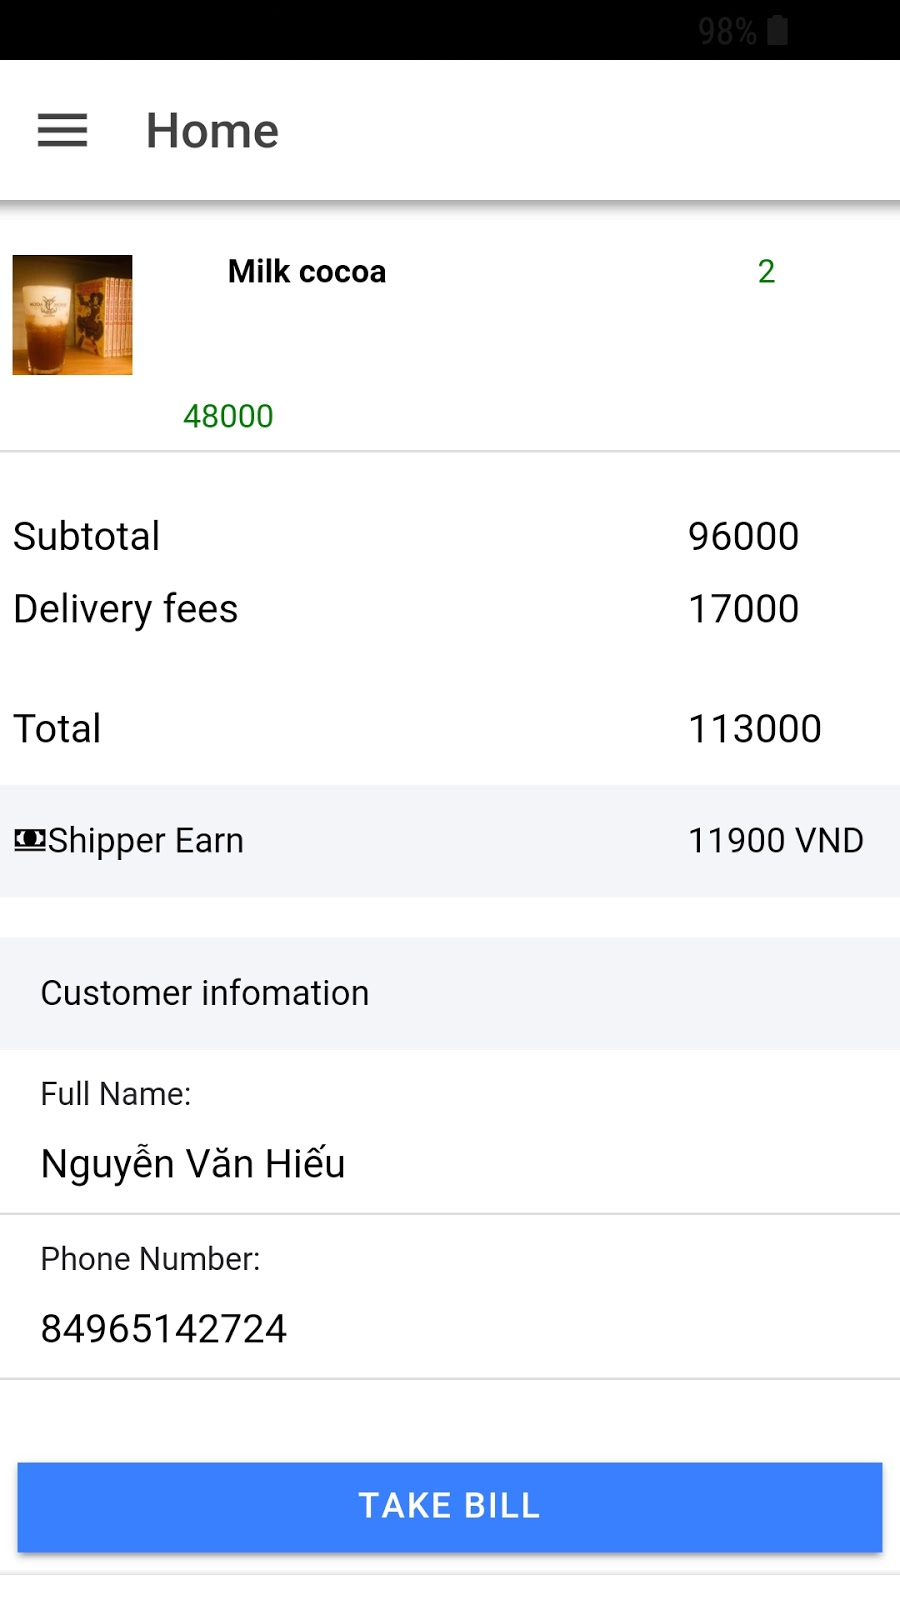 98%
Home
Milk cocoa 2
48000
Subtotal 96000
Delivery fees 17000
Total 113000
Shipper Earn 11900 VND
Customer infomation
Full Name:
Nguyễn Văn Hiếu
Phone Number:
84965142724
TAKE BILL